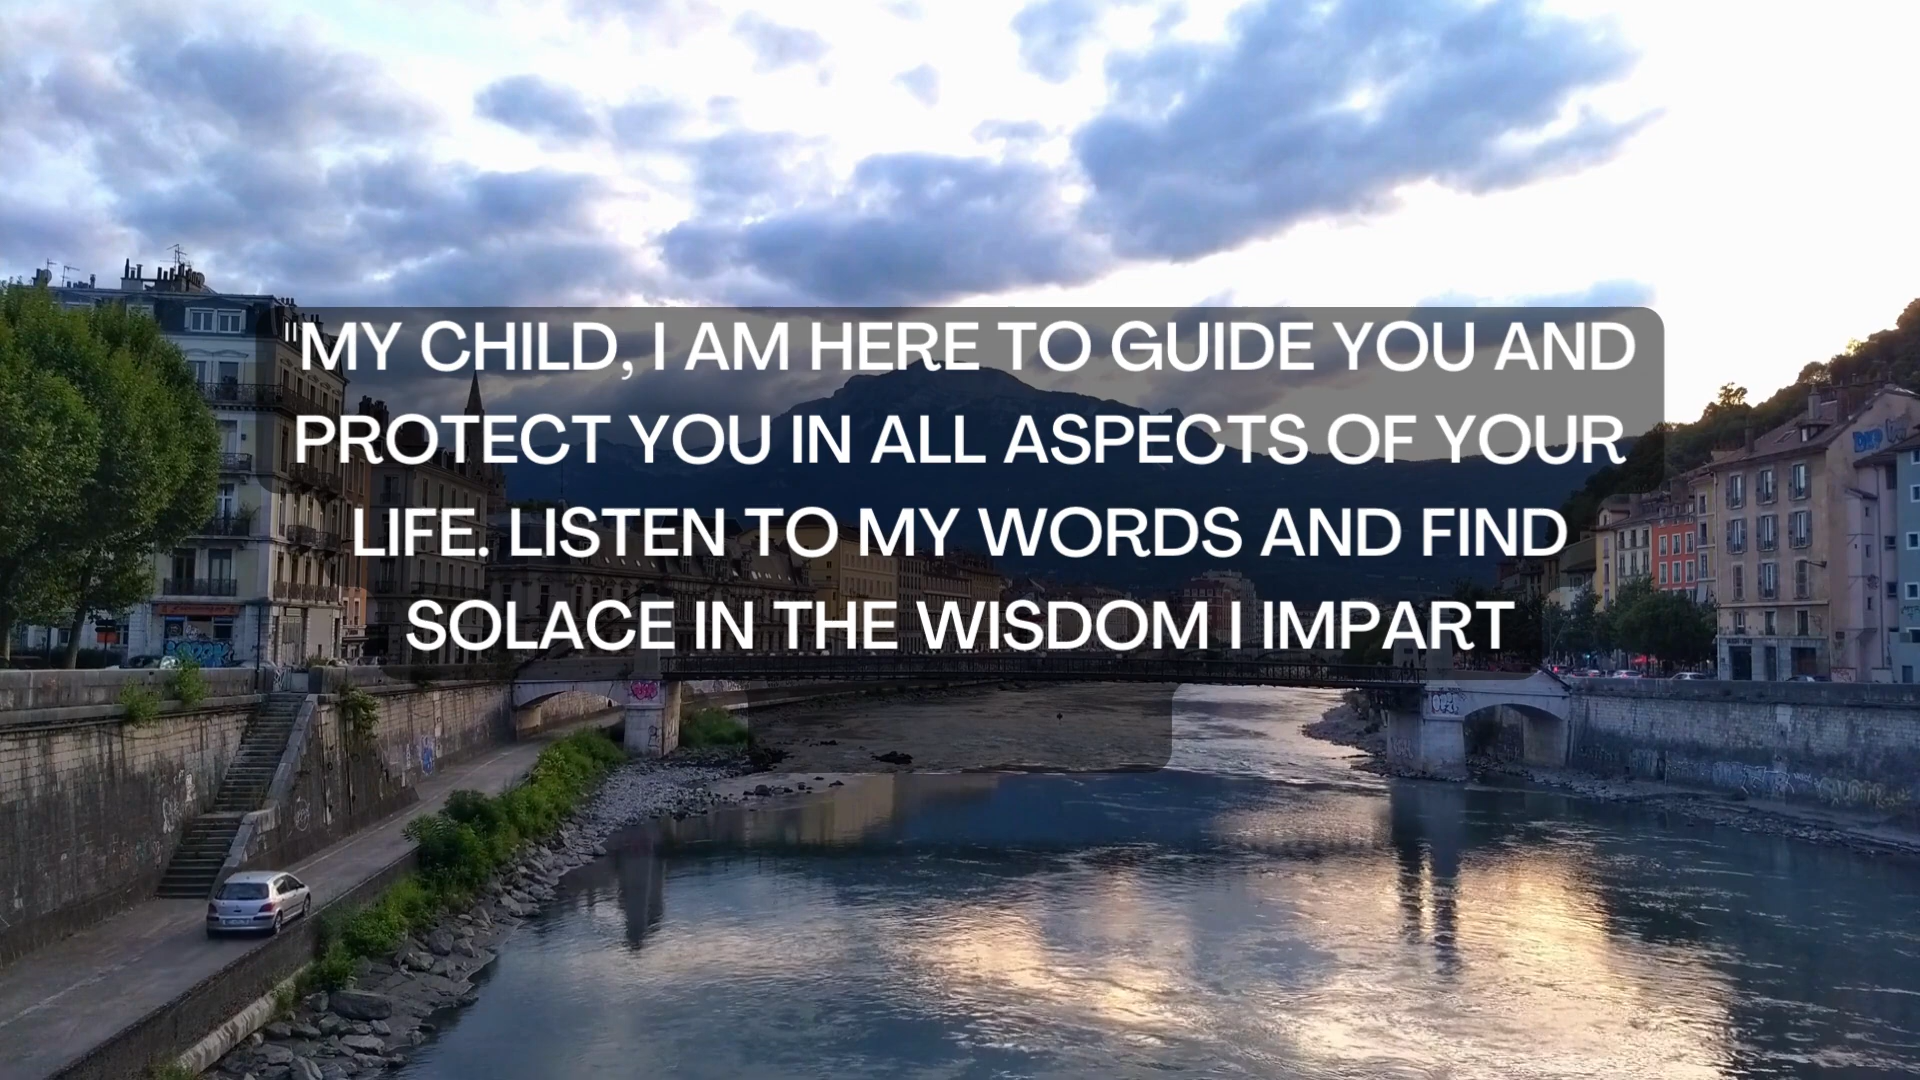 "MY CHILD, I AM HERE TO GUIDE YOU AND
PROTECT YOU IN ALL ASPECTS OF YOUR
LIFE. LISTEN TO MY WORDS AND FIND
SOLACE IN THE WISDOM I IMPART